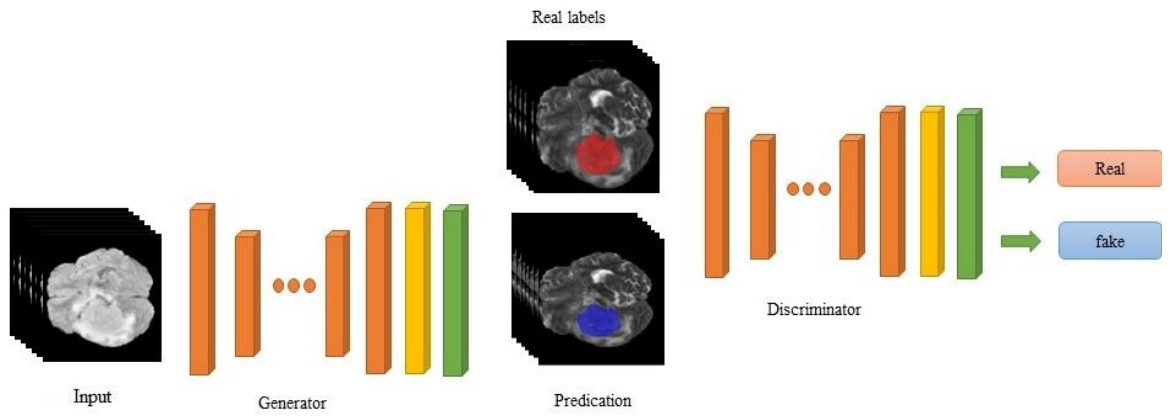 Real labels
Real
fake
Discriminator
Input
Generator
Predication